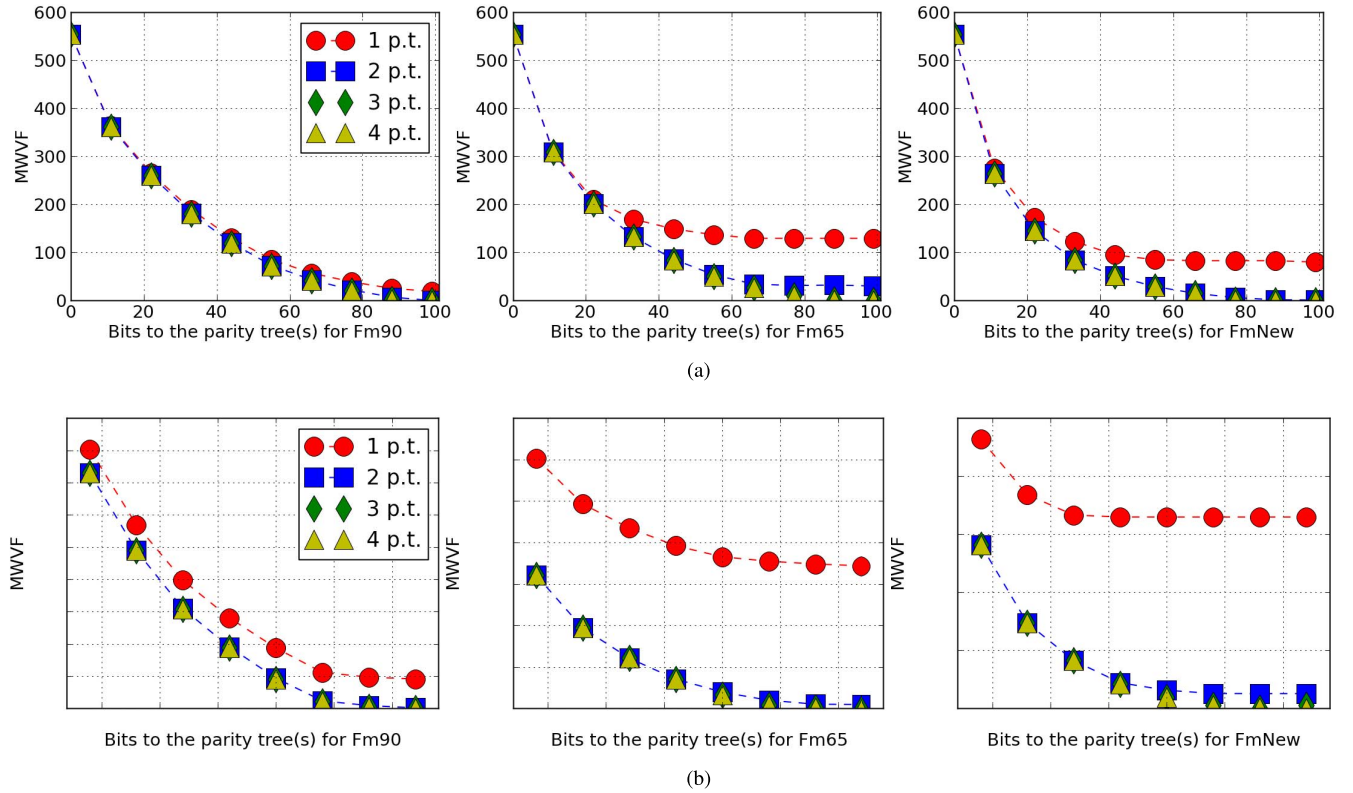 600
500
400
300
200
100
0
MWVF
0 20 40 60 80 100
Bits to the parity tree(s) for Fm90
1 p.t.
2 p.t.
3 p.t.
4 p.t.
600
500
400
300
200
100
0
MWVF
0 20 40 60 80 100
Bits to the parity tree(s) for Fm65
600
500
400
300
200
100
0
MWVF
0 20 40 60 80 100
Bits to the parity tree(s) for FmNew
(a)
MWVF
1 p.t.
2 p.t.
3 p.t.
4 p.t.
Bits to the parity tree(s) for Fm90
MWVF
Bits to the parity tree(s) for Fm65
MWVF
Bits to the parity tree(s) for FmNew
(b)